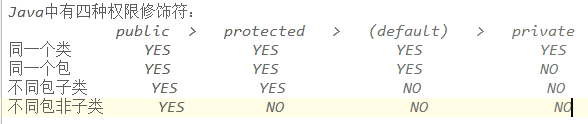 Java中有四种权限修饰符：
public > protected > (default) > private
同一个类 YES YES YES YES
同一个包 YES YES YES NO
不同包子类 YES YES NO NO
不同包非子类 YES NO NO NO